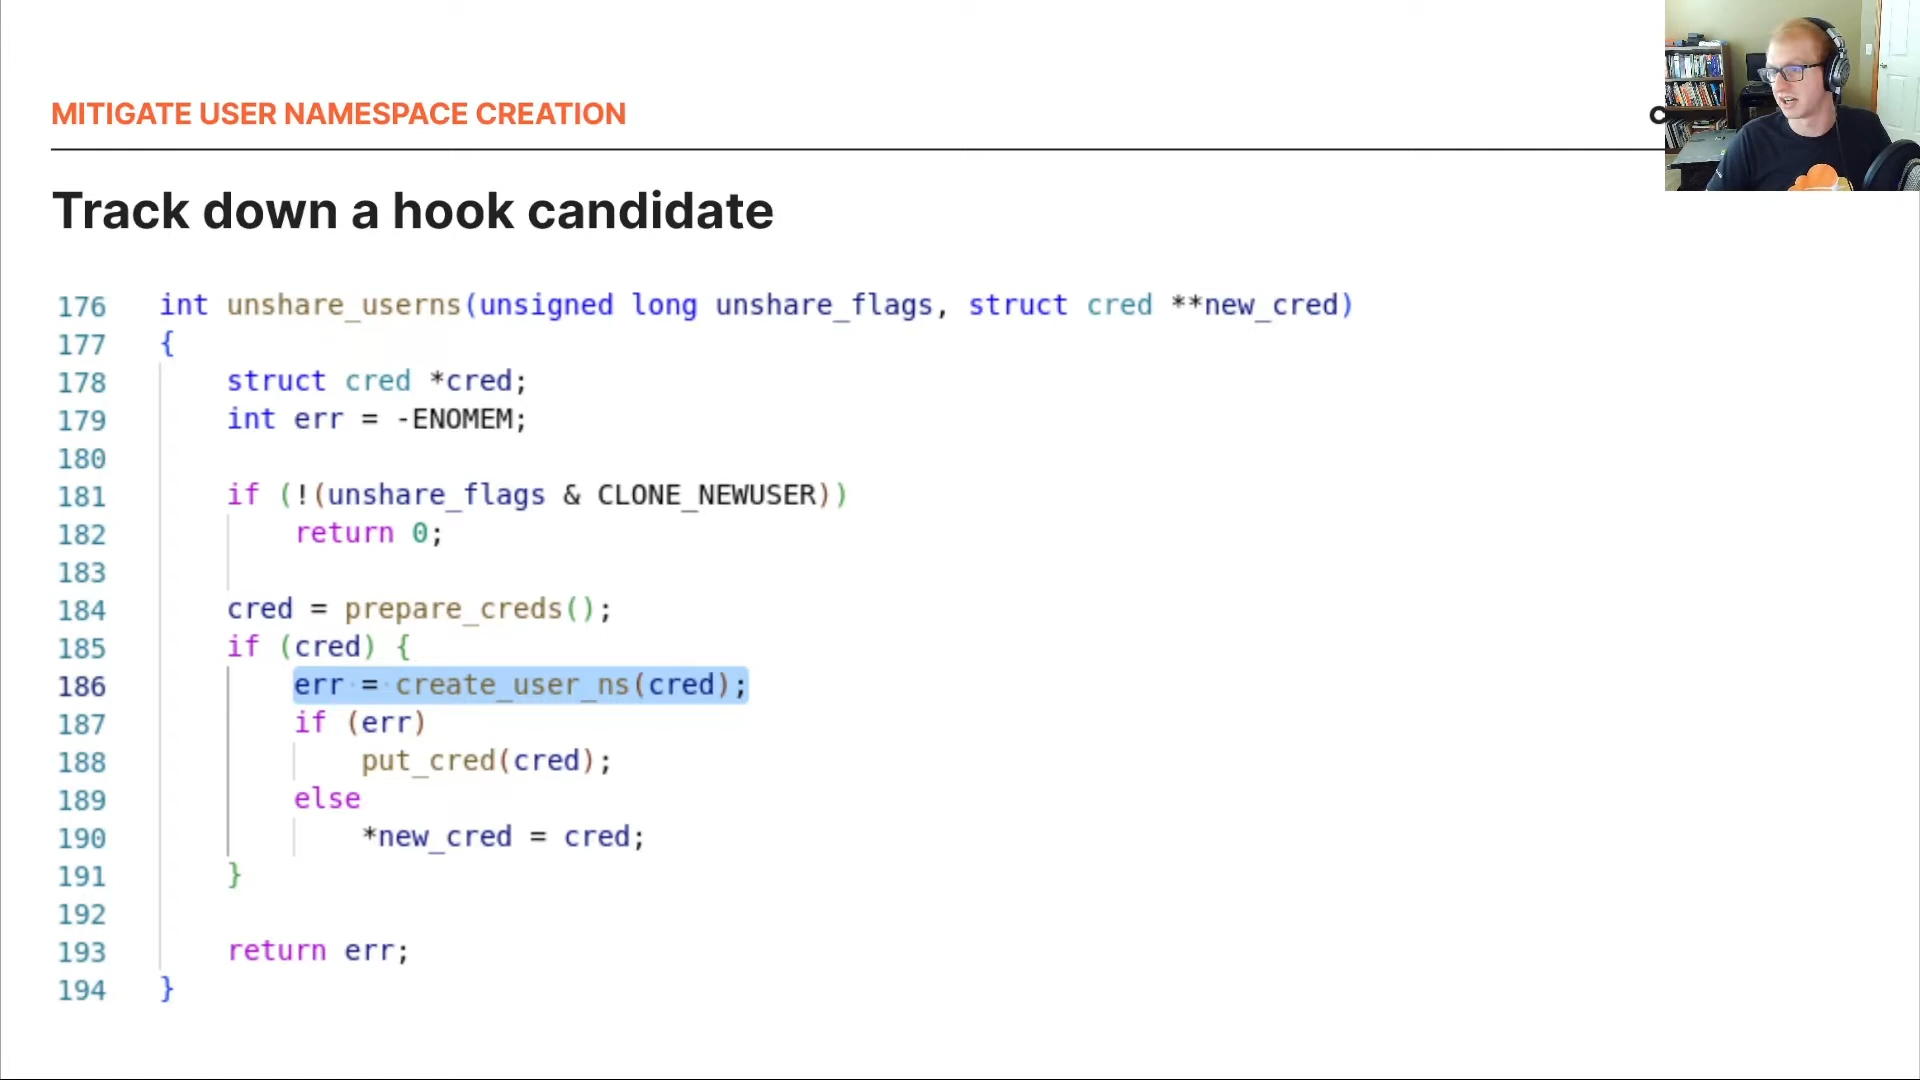 MITIGATE USER NAMESPACE CREATION
Track down a hook candidate
176 int unshare_userns(unsigned long unshare_flags, struct cred **new_cred)
177 {
178 struct cred *cred;
179 int err = -ENOMEM;
180
181 if (!(unshare_flags & CLONE_NEWUSER))
182 return 0;
183
184 cred = prepare_creds();
185 if (cred) {
186 err = create_user_ns(cred);
187 if (err)
188 put_cred(cred);
189 else
190 *new_cred = cred;
191 }
192
193 return err;
194 }